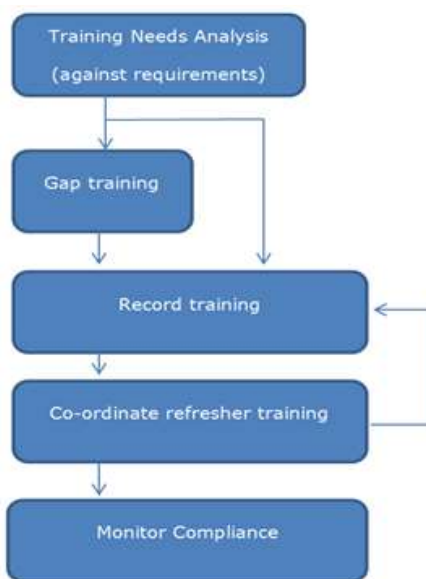 Training Needs Analysis
(against requirements)
Gap training
Record training
Co-ordinate refresher training
Monitor Compliance